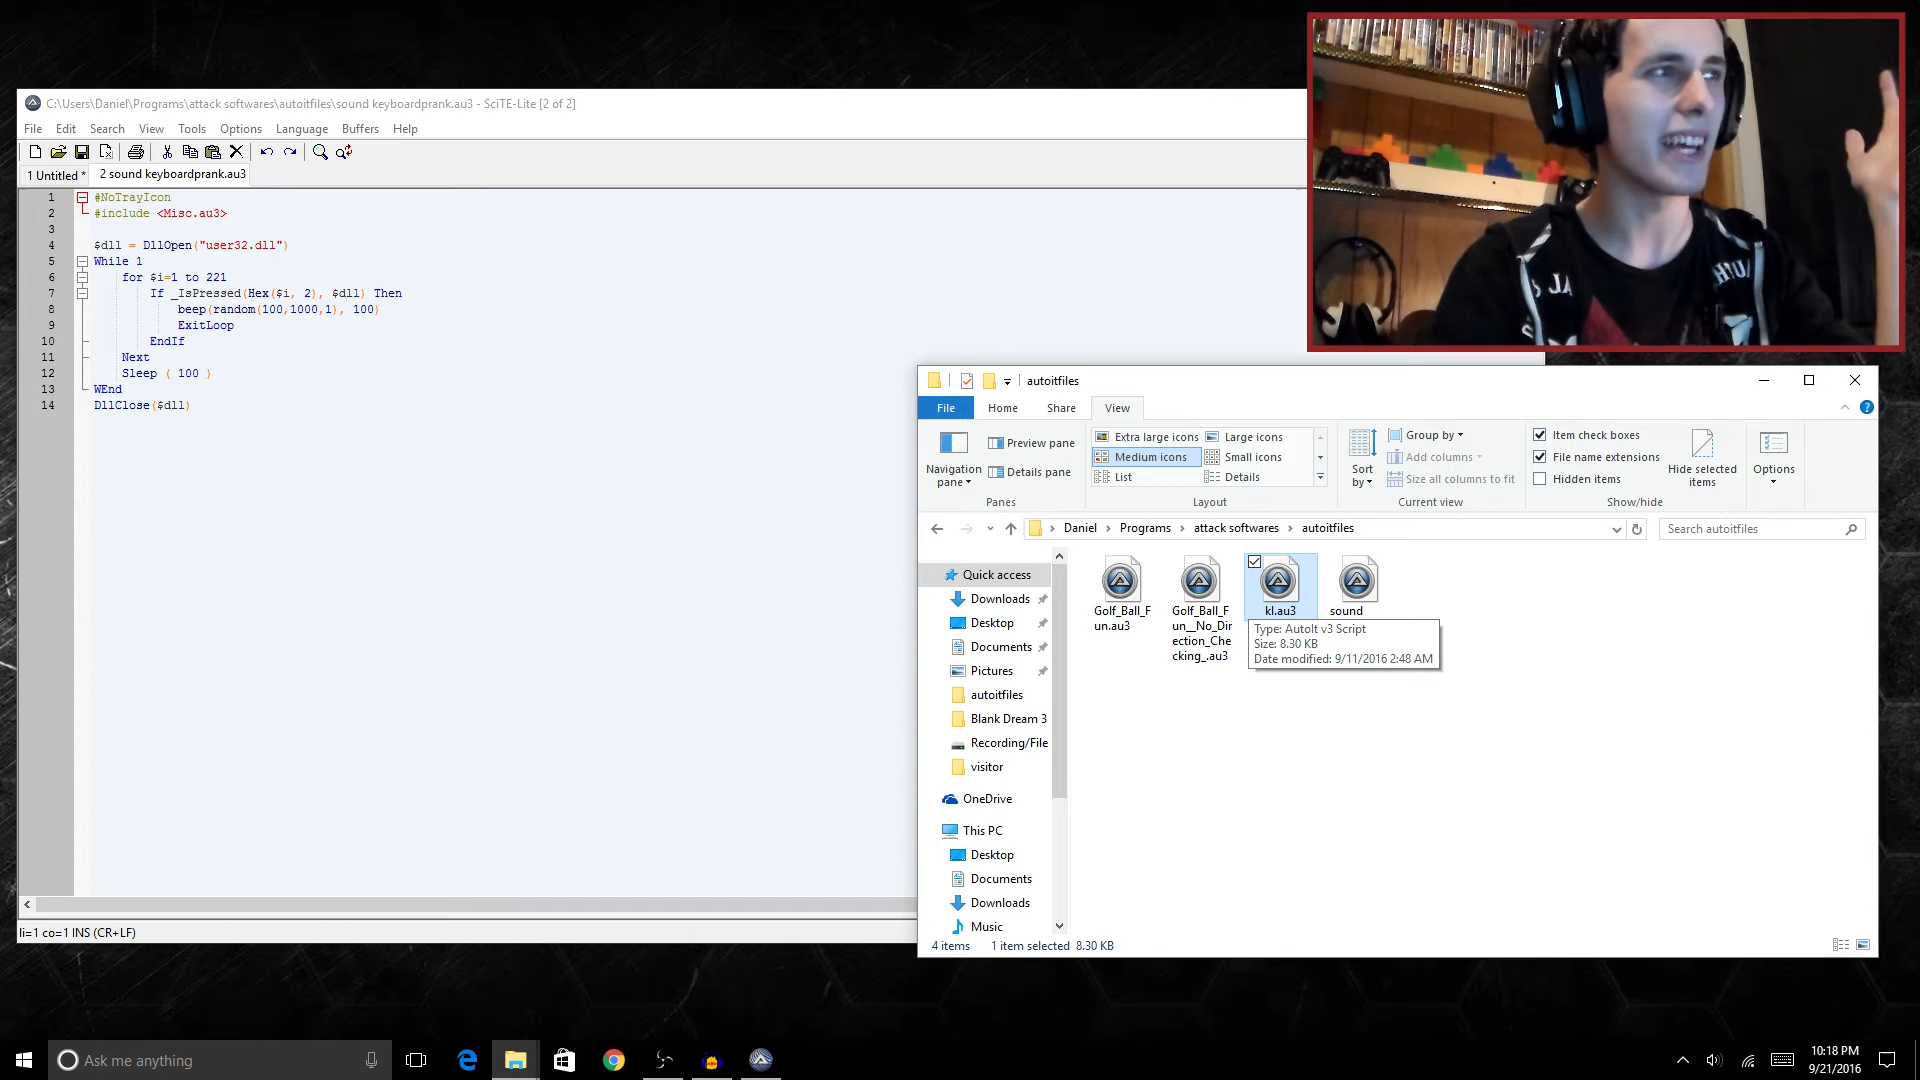 C:\Users\Daniel\Programs\attack softwares\autoitfiles\sound keyboardprank.au3 - SciTE-Lite [2 of 2]
File Edit Search View Tools Options Language Buffers Help
1 Untitled * 2 sound keyboardprank.au3
1 #NoTrayIcon
2 #include <Misc.au3>
3
4 $dll = DllOpen("user32.dll")
5 While 1
6 for $i=1 to 221
7 If _IsPressed(Hex($i, 2), $dll) Then
8 beep(random(100,1000,1), 100)
9 ExitLoop
10 EndIf
11 Next
12 Sleep ( 100 )
13 WEnd
14 DllClose($dll)
li=1 co=1 INS (CR+LF)
autoitfiles
File Home Share View
Navigation pane
Preview pane
Details pane
Panes
Extra large icons Large icons
Medium icons Small icons
List Details
Layout
Sort by
Group by
Add columns
Size all columns to fit
Current view
Item check boxes
File name extensions
Hidden items
Hide selected items
Show/hide
Options
Daniel Programs attack softwares autoitfiles
Search autoitfiles
Quick access
Downloads
Desktop
Documents
Pictures
autoitfiles
Blank Dream 3
Recording/File
visitor
OneDrive
This PC
Desktop
Documents
Downloads
Music
Golf_Ball_F
un.au3
Golf_Ball_F
un__No_Dir
ection_Che
cking_.au3
kl.au3
sound
Type: AutoIt v3 Script
Size: 8.30 KB
Date modified: 9/11/2016 2:48 AM
4 items 1 item selected 8.30 KB
Ask me anything
10:18 PM
9/21/2016